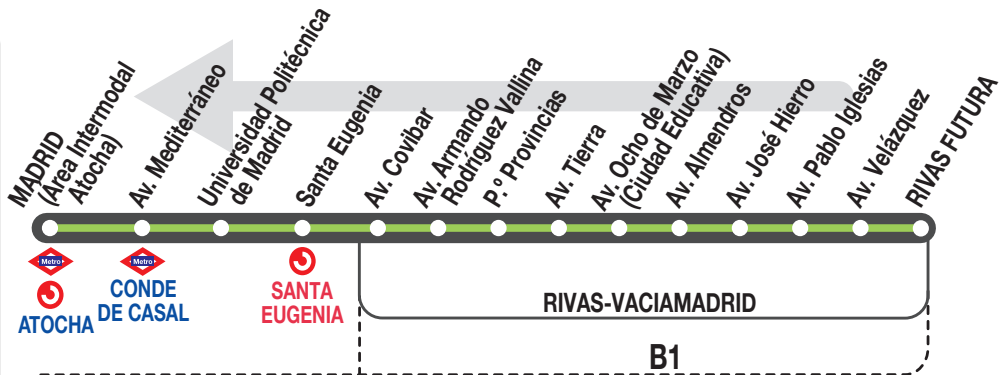 MADRID
(Área Intermodal
Atocha)
Av. Mediterráneo
Universidad Politécnica
de Madrid
Santa Eugenia
Av. Covibar
Av. Armando
Rodríguez Vallina
P.º Provincias
Av. Tierra
Av. Ocho de Marzo
(Ciudad Educativa)
Av. Almendros
Av. José Hierro
Av. Pablo Iglesias
Av. Velázquez
RIVAS FUTURA
Metro
Metro
ATOCHA
CONDE
DE CASAL
SANTA
EUGENIA
RIVAS-VACIAMADRID
B1